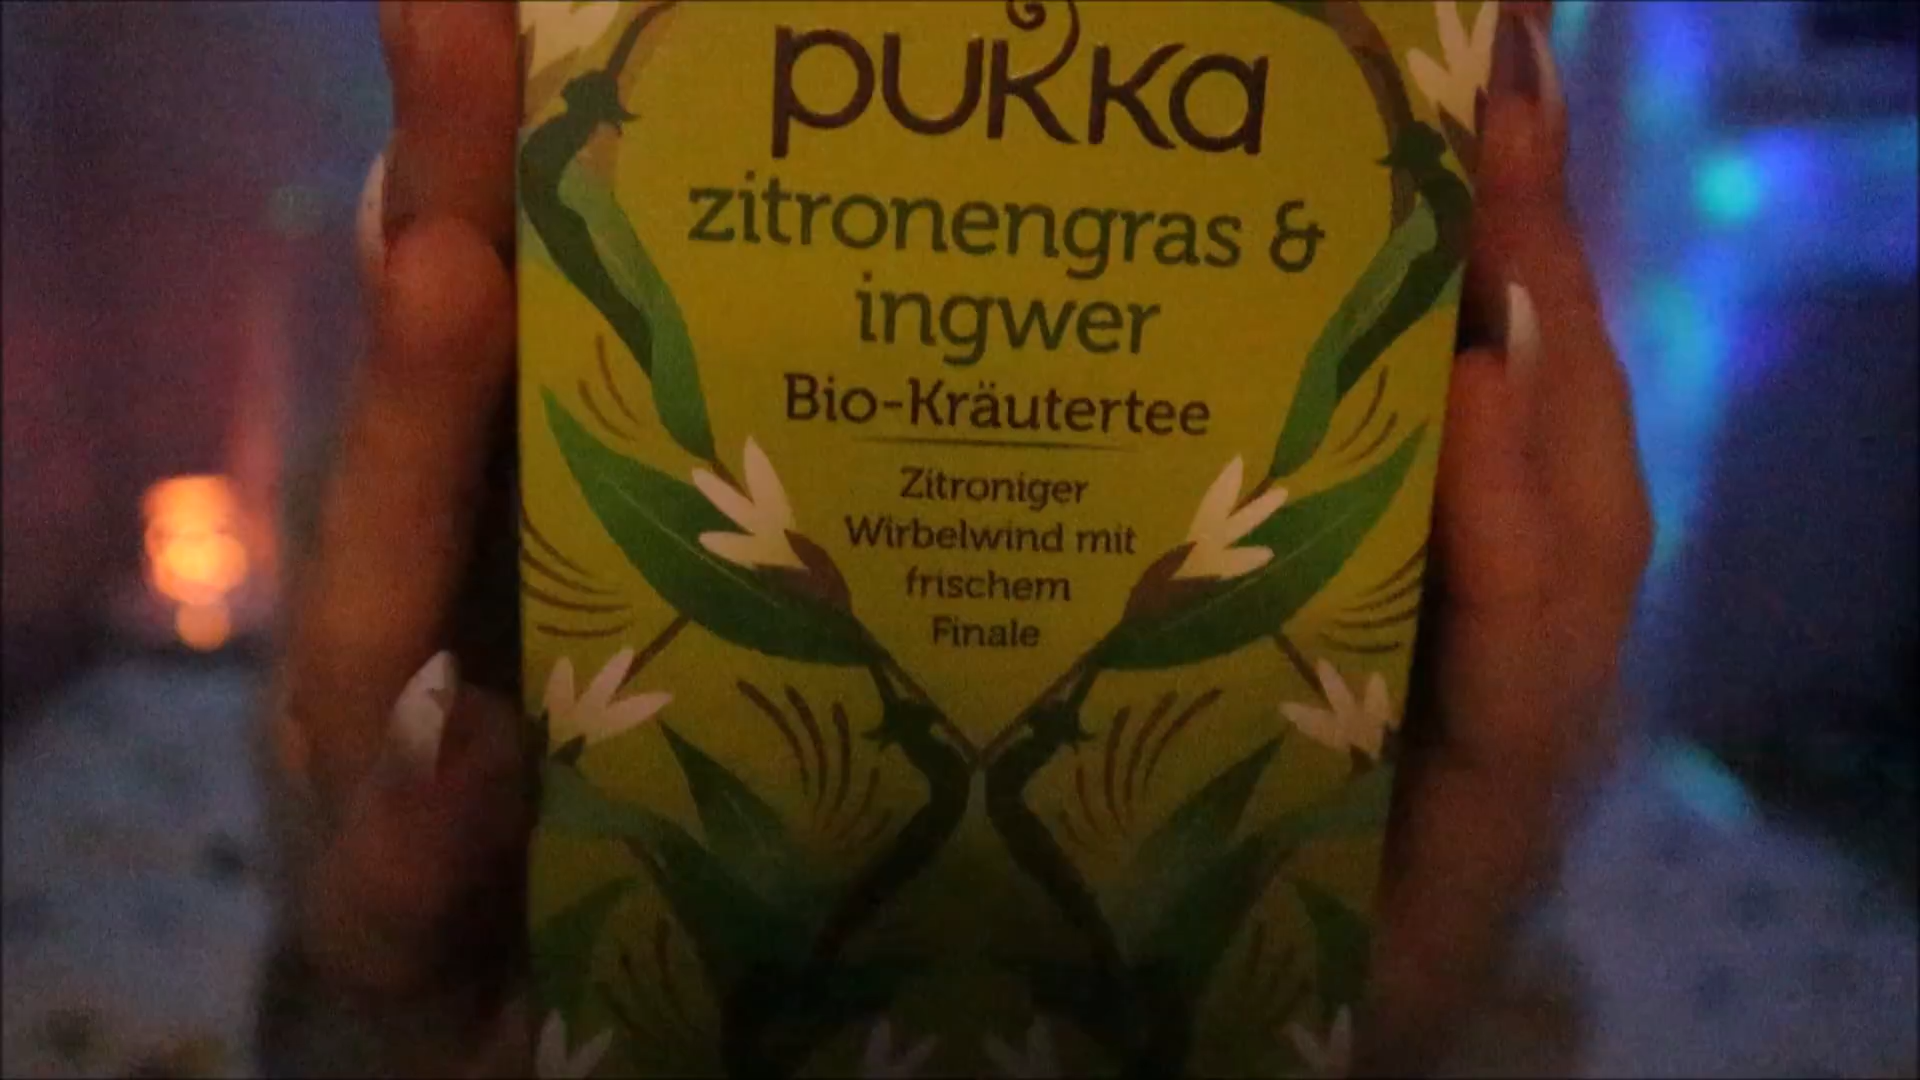 pukka
zitronengras &
ingwer
Bio-Kräutertee
Zitroniger
Wirbelwind mit
frischem
Finale